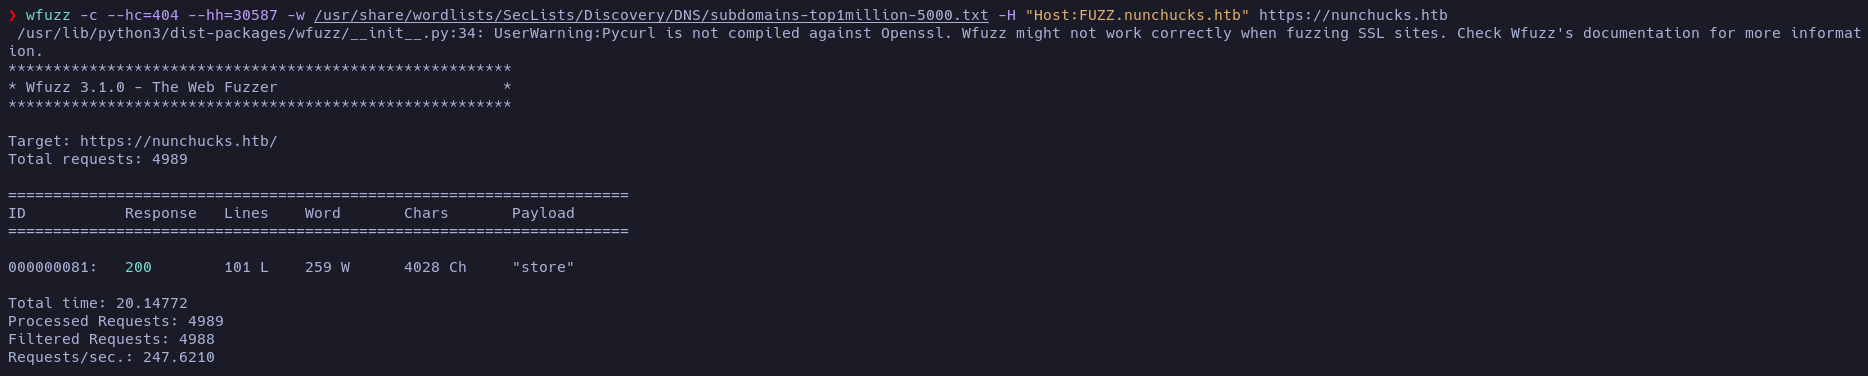 ❯ wfuzz -c --hc=404 --hh=30587 -w /usr/share/wordlists/SecLists/Discovery/DNS/subdomains-top1million-5000.txt -H "Host:FUZZ.nunchucks.htb" https://nunchucks.htb
 /usr/lib/python3/dist-packages/wfuzz/__init__.py:34: UserWarning:Pycurl is not compiled against Openssl. Wfuzz might not work correctly when fuzzing SSL sites. Check Wfuzz's documentation for more informat
ion.
********************************************************
* Wfuzz 3.1.0 - The Web Fuzzer                         *
********************************************************
Target: https://nunchucks.htb/
Total requests: 4989
=====================================================================
ID           Response   Lines    Word       Chars       Payload
=====================================================================
000000081:   200        101 L    259 W      4028 Ch     "store"
Total time: 20.14772
Processed Requests: 4989
Filtered Requests: 4988
Requests/sec.: 247.6210